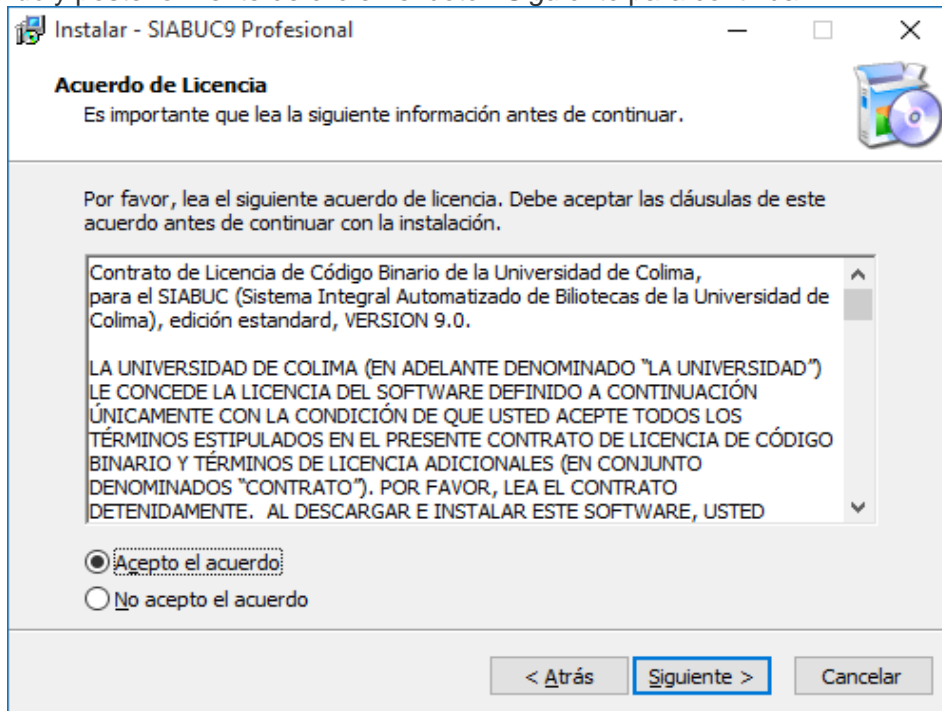 Instalar - SIABUC9 Profesional
Acuerdo de Licencia
Es importante que lea la siguiente información antes de continuar.
Por favor, lea el siguiente acuerdo de licencia. Debe aceptar las cláusulas de este
acuerdo antes de continuar con la instalación.
Contrato de Licencia de Código Binario de la Universidad de Colima,
para el SIABUC (Sistema Integral Automatizado de Biliotecas de la Universidad de
Colima), edición estandard, VERSION 9.0.
LA UNIVERSIDAD DE COLIMA (EN ADELANTE DENOMINADO “LA UNIVERSIDAD”)
LE CONCEDE LA LICENCIA DEL SOFTWARE DEFINIDO A CONTINUACIÓN
ÚNICAMENTE CON LA CONDICIÓN DE QUE USTED ACEPTE TODOS LOS
TÉRMINOS ESTIPULADOS EN EL PRESENTE CONTRATO DE LICENCIA DE CÓDIGO
BINARIO Y TÉRMINOS DE LICENCIA ADICIONALES (EN CONJUNTO
DENOMINADOS “CONTRATO”). POR FAVOR, LEA EL CONTRATO
DETENIDAMENTE. AL DESCARGAR E INSTALAR ESTE SOFTWARE, USTED
Acepto el acuerdo
No acepto el acuerdo
< Atrás Siguiente > Cancelar